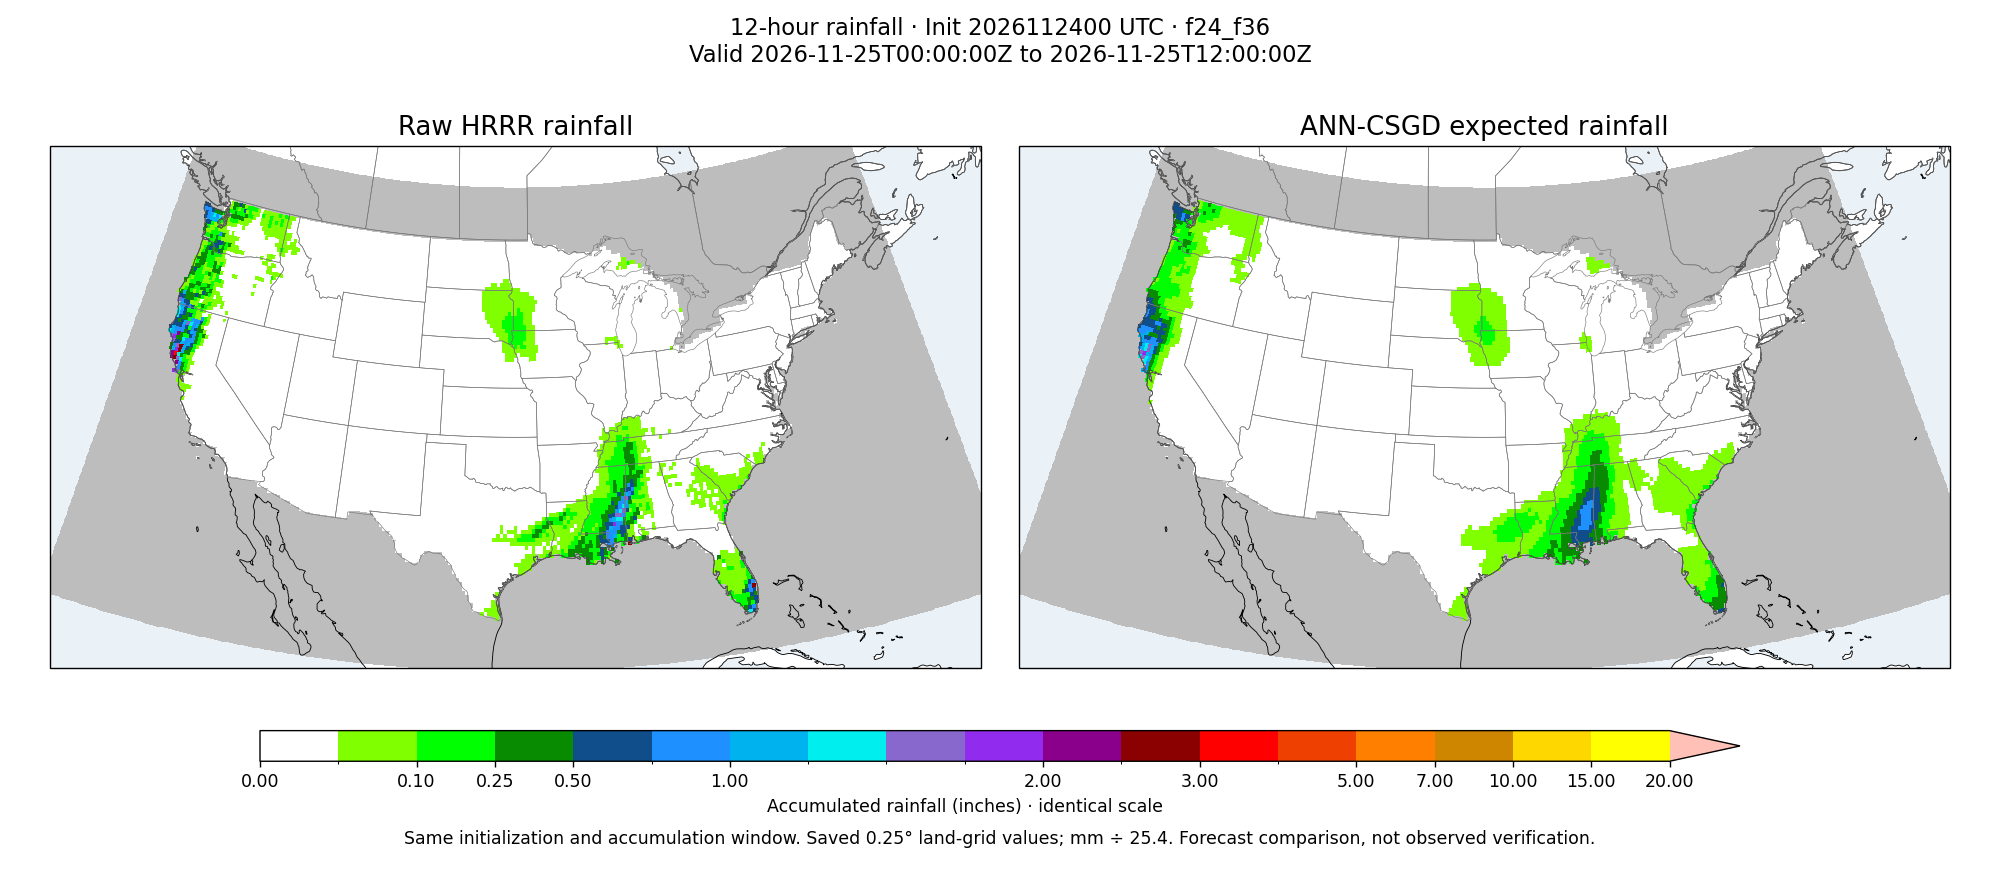 12-hour rainfall · Init 2026112400 UTC · f24_f36
Valid 2026-11-25T00:00:00Z to 2026-11-25T12:00:00Z
Raw HRRR rainfall
ANN-CSGD expected rainfall
0.00 0.10 0.25 0.50 1.00 2.00 3.00 5.00 7.00 10.00 15.00 20.00
Accumulated rainfall (inches) · identical scale
Same initialization and accumulation window. Saved 0.25° land-grid values; mm ÷ 25.4. Forecast comparison, not observed verification.